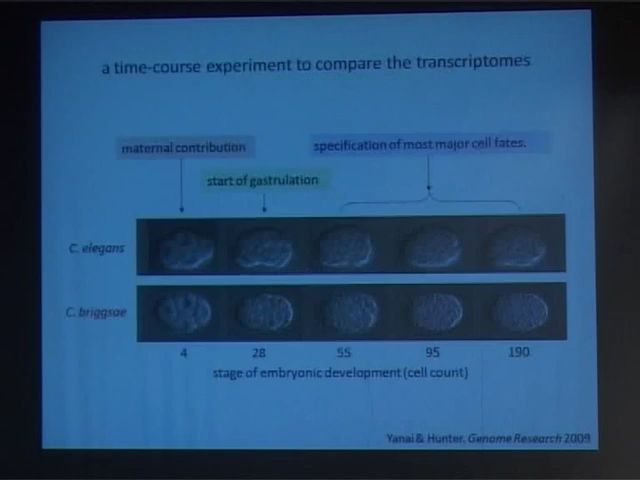 a time-course experiment to compare the transcriptomes
maternal contribution
specification of most major cell fates.
start of gastrulation
C. elegans
C. briggsae
4 28 55 95 190
stage of embryonic development (cell count)
Yanai & Hunter. Genome Research 2009